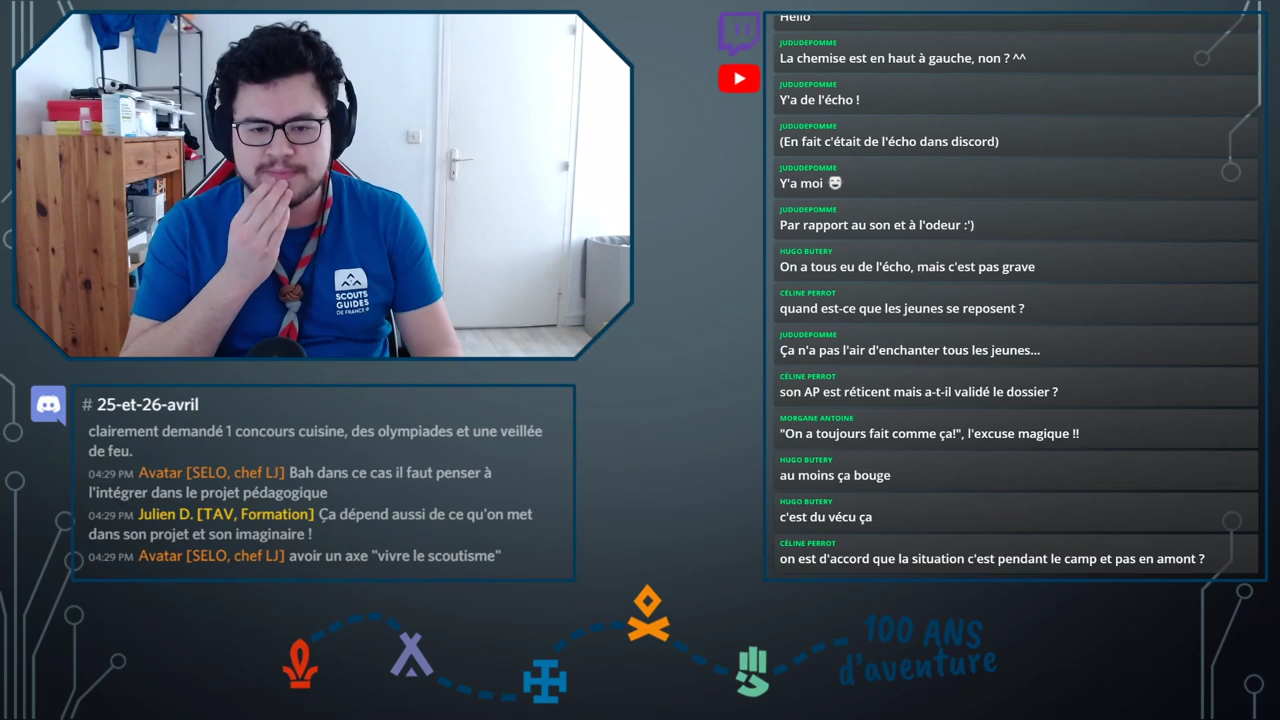 SCOUTS
GUIDES
DE FRANCE
# 25-et-26-avril
clairement demandé 1 concours cuisine, des olympiades et une veillée
de feu.
04:29 PM Avatar [SELO, chef LJ] Bah dans ce cas il faut penser à
l'intégrer dans le projet pédagogique
04:29 PM Julien D. [TAV, Formation] Ça dépend aussi de ce qu'on met
dans son projet et son imaginaire !
04:29 PM Avatar [SELO, chef LJ] avoir un axe "vivre le scoutisme"
Hello
JUDUDEPOMME
La chemise est en haut à gauche, non ? ^^
JUDUDEPOMME
Y'a de l'écho !
JUDUDEPOMME
(En fait c'était de l'écho dans discord)
JUDUDEPOMME
Y'a moi
JUDUDEPOMME
Par rapport au son et à l'odeur :')
HUGO BUTERY
On a tous eu de l'écho, mais c'est pas grave
CÉLINE PERROT
quand est-ce que les jeunes se reposent ?
JUDUDEPOMME
Ça n'a pas l'air d'enchanter tous les jeunes...
CÉLINE PERROT
son AP est réticent mais a-t-il validé le dossier ?
MORGANE ANTOINE
"On a toujours fait comme ça!", l'excuse magique !!
HUGO BUTERY
au moins ça bouge
HUGO BUTERY
c'est du vécu ça
CÉLINE PERROT
on est d'accord que la situation c'est pendant le camp et pas en amont ?
100 ANS
d'aventure